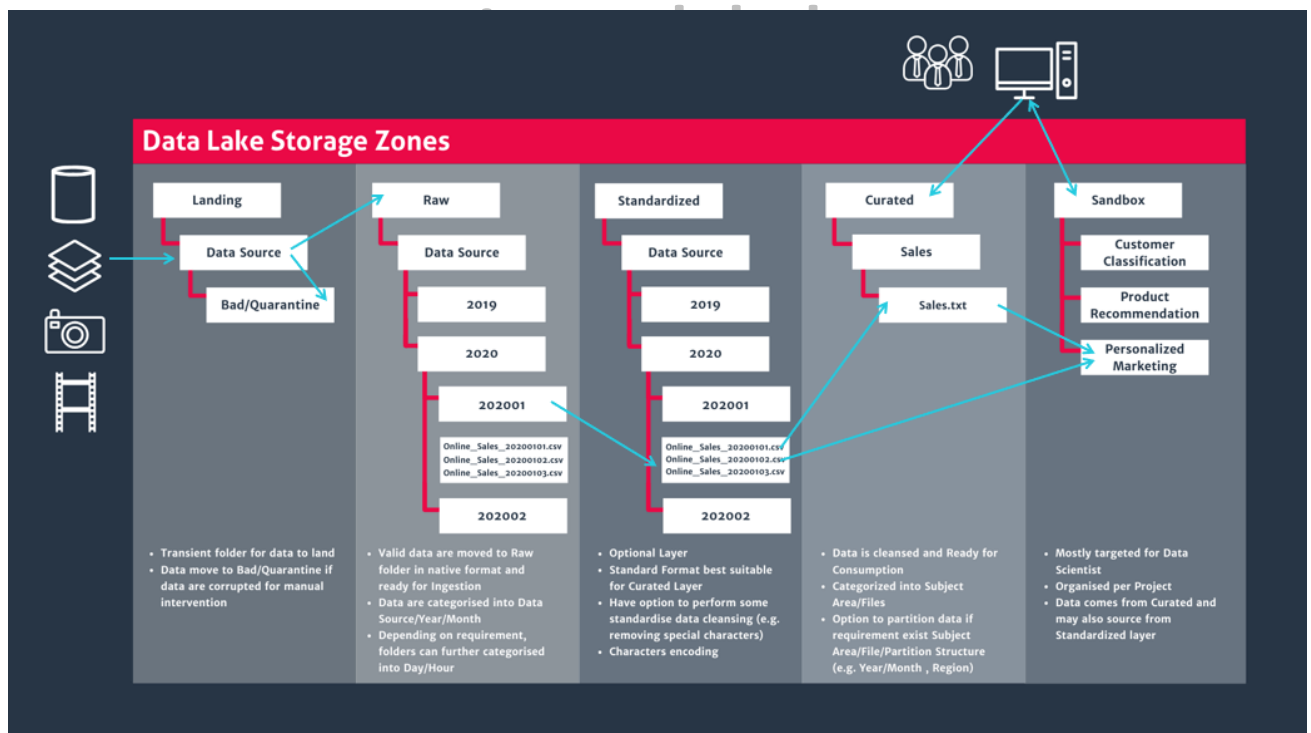 Data Lake Storage Zones
Landing
Data Source
Bad/Quarantine
• Transient folder for data to land
• Data move to Bad/Quarantine if
data are corrupted for manual
intervention
Raw
Data Source
2019
2020
202001
Online_Sales_20200101.csv
Online_Sales_20200102.csv
Online_Sales_20200103.csv
202002
• Valid data are moved to Raw
folder in native format and
ready for Ingestion
• Data are categorised into Data
Source/Year/Month
• Depending on requirement,
folders can further categorised
into Day/Hour
Standardized
Data Source
2019
2020
202001
Online_Sales_20200101.csv
Online_Sales_20200102.csv
Online_Sales_20200103.csv
202002
• Optional Layer
• Standard Format best suitable
for Curated Layer
• Have option to perform some
standardise data cleansing (e.g.
removing special characters)
• Characters encoding
Curated
Sales
Sales.txt
• Data is cleansed and Ready for
Consumption
• Categorized into Subject
Area/Files
• Option to partition data if
requirement exist Subject
Area/File/Partition Structure
(e.g. Year/Month , Region)
Sandbox
Customer
Classification
Product
Recommendation
Personalized
Marketing
• Mostly targeted for Data
Scientist
• Organised per Project
• Data comes from Curated and
may also source from
Standardized layer